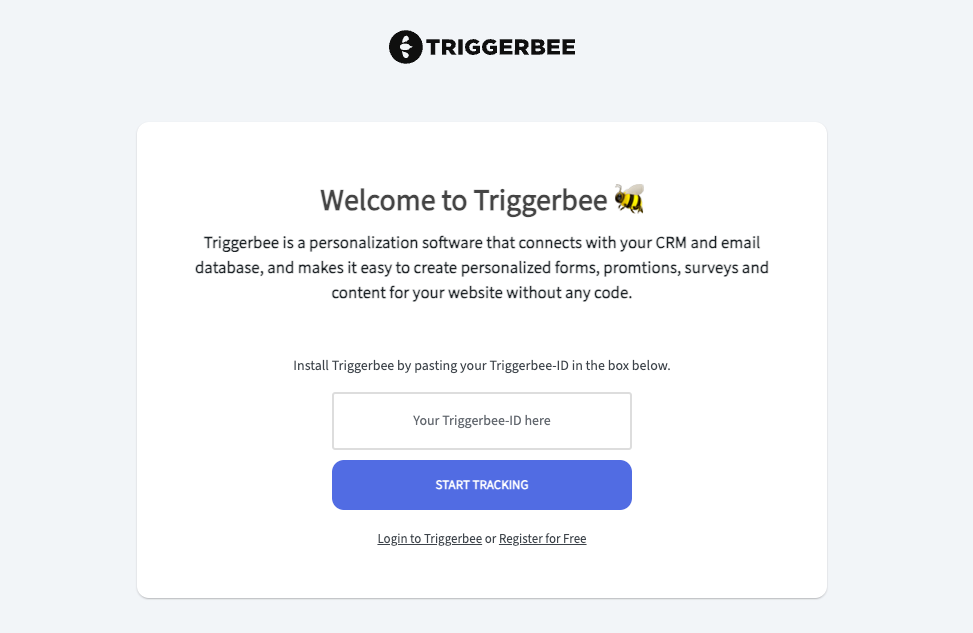 TRIGGERBEE
Welcome to Triggerbee 🐝
Triggerbee is a personalization software that connects with your CRM and email
database, and makes it easy to create personalized forms, promtions, surveys and
content for your website without any code.
Install Triggerbee by pasting your Triggerbee-ID in the box below.
Your Triggerbee-ID here
START TRACKING
Login to Triggerbee or Register for Free